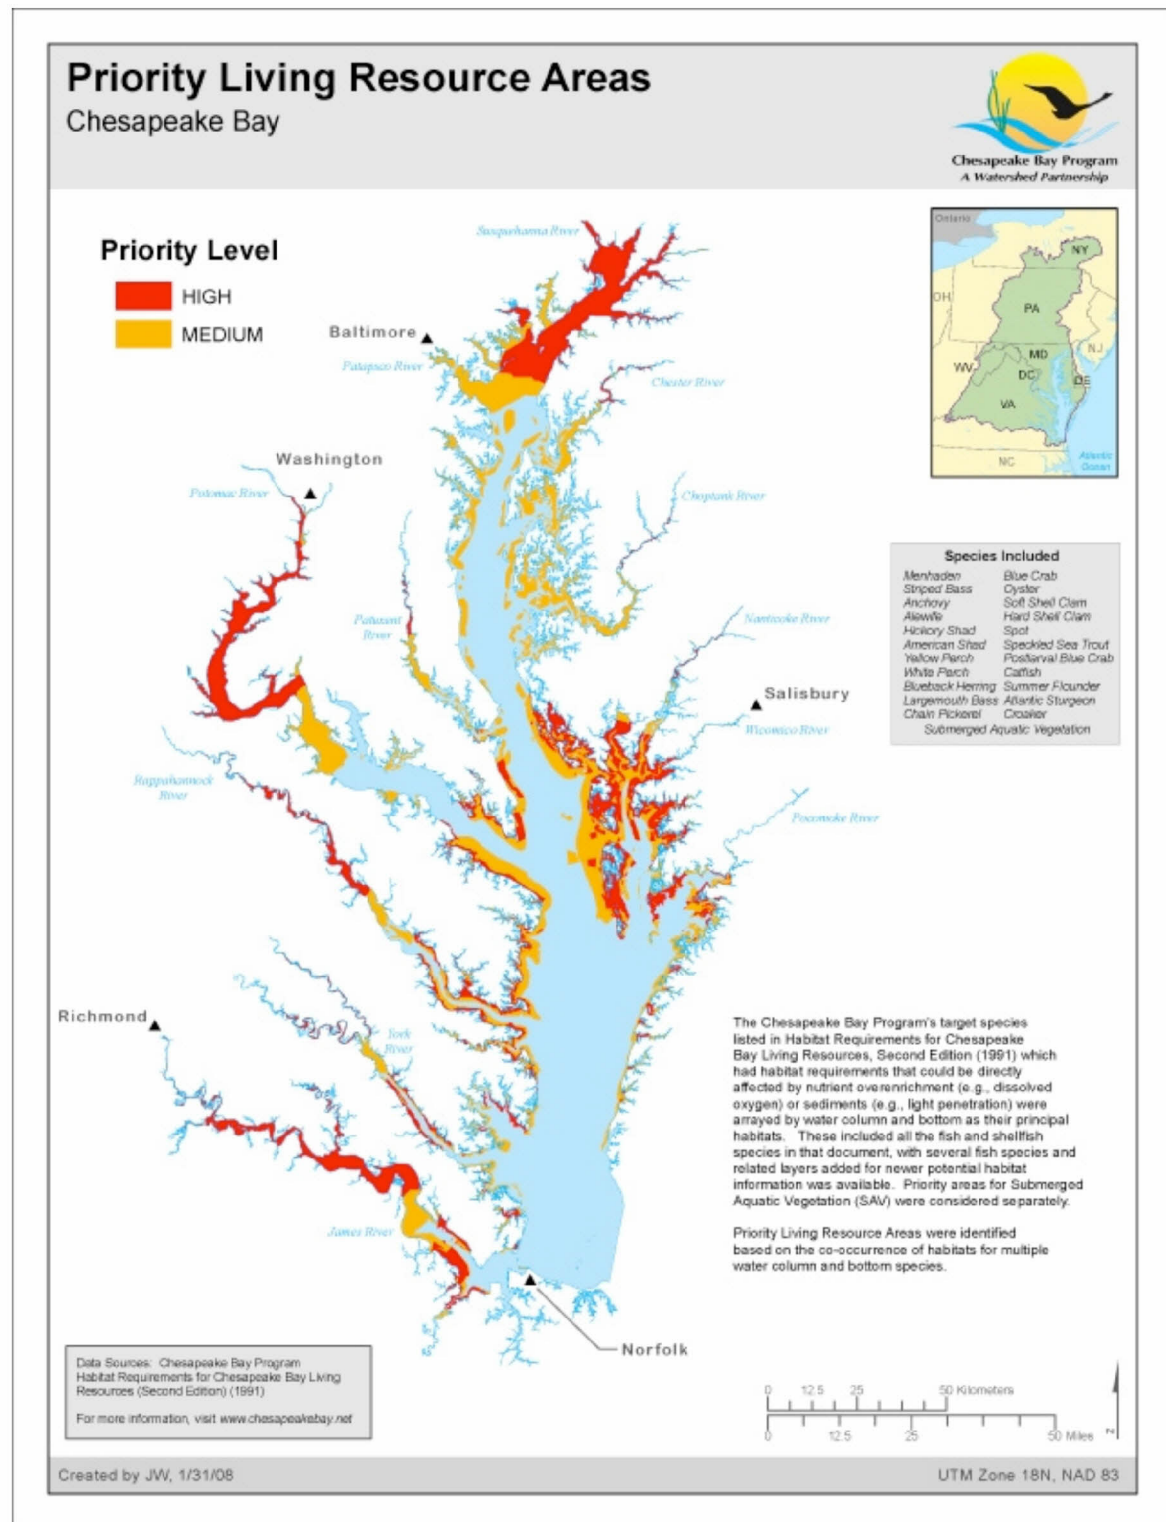 Priority Living Resource Areas
Chesapeake Bay
Chesapeake Bay Program
A Watershed Partnership
Priority Level
HIGH
MEDIUM
Susquehanna River
Baltimore
Patapsco River
Chester River
Washington
Potomac River
Choptank River
Patuxent
River
Nanticoke River
Salisbury
Wicomico River
Rappahannock
River
Pocomoke River
Richmond
York
River
James River
Norfolk
Ontario
NY
OH
PA
NJ
MD
WV
DC
DE
VA
NC
Atlantic
Ocean
Species Included
Menhaden Blue Crab
Striped Bass Oyster
Anchovy Soft Shell Clam
Alewife Hard Shell Clam
Hickory Shad Spot
American Shad Speckled Sea Trout
Yellow Perch Postlarval Blue Crab
White Perch Catfish
Blueback Herring Summer Flounder
Largemouth Bass Atlantic Sturgeon
Chain Pickerel Croaker
Submerged Aquatic Vegetation
The Chesapeake Bay Program's target species
listed in Habitat Requirements for Chesapeake
Bay Living Resources, Second Edition (1991) which
had habitat requirements that could be directly
affected by nutrient overenrichment (e.g., dissolved
oxygen) or sediments (e.g., light penetration) were
arrayed by water column and bottom as their principal
habitats. These included all the fish and shellfish
species in that document, with several fish species and
related layers added for newer potential habitat
information was available. Priority areas for Submerged
Aquatic Vegetation (SAV) were considered separately.
Priority Living Resource Areas were identified
based on the co-occurrence of habitats for multiple
water column and bottom species.
Data Sources: Chesapeake Bay Program
Habitat Requirements for Chesapeake Bay Living
Resources (Second Edition) (1991)
For more information, visit www.chesapeakebay.net
0 12.5 25 50 Kilometers
0 12.5 25 50 Miles
N
Created by JW, 1/31/08
UTM Zone 18N, NAD 83